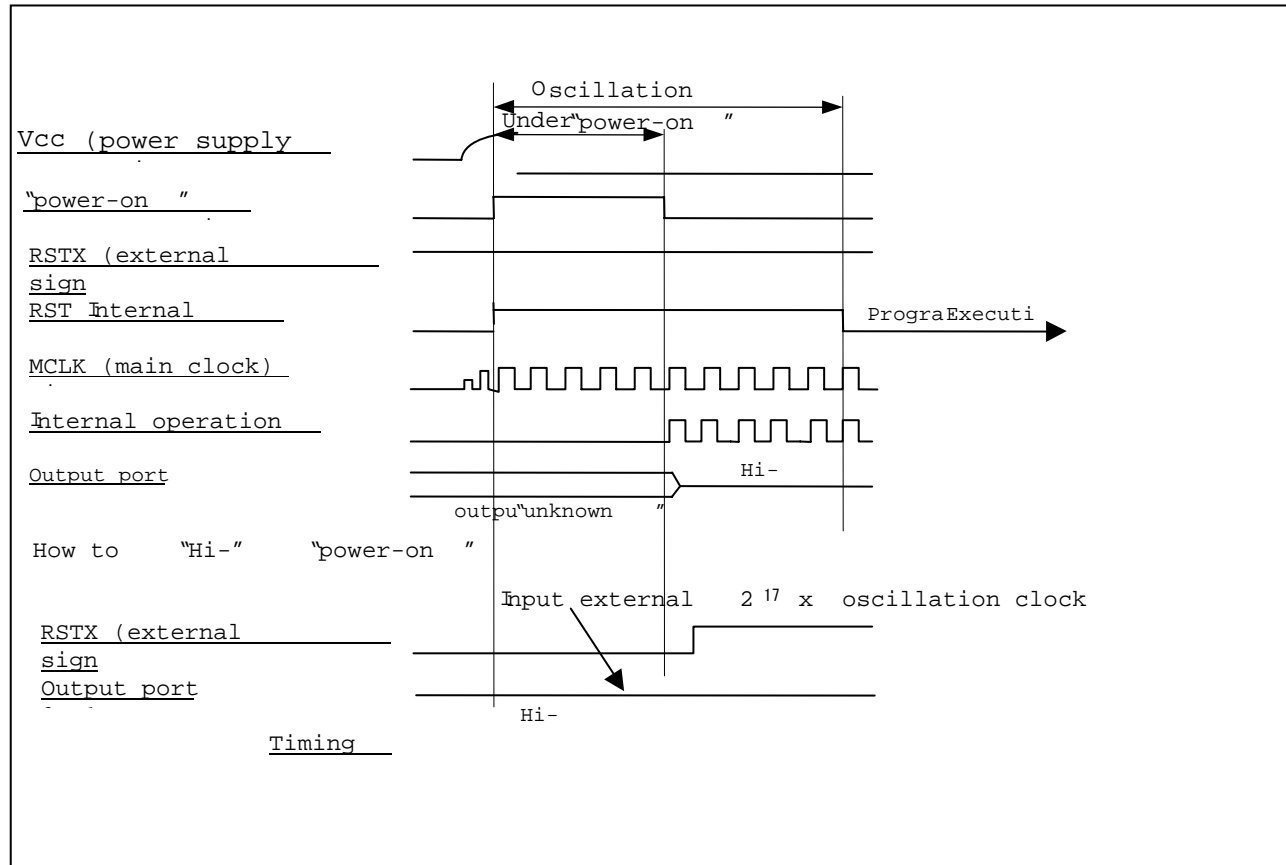 Oscillation
Under“power-on ”
Vcc (power supply
“power-on ”
RSTX (external
sign
RST Internal
PrograExecuti
MCLK (main clock)
Internal operation
Hi-
Output port
outpu“unknown ”
How to “Hi-” “power-on ”
Input external 2 17 x oscillation clock
RSTX (external
sign
Output port
Hi-
Timing